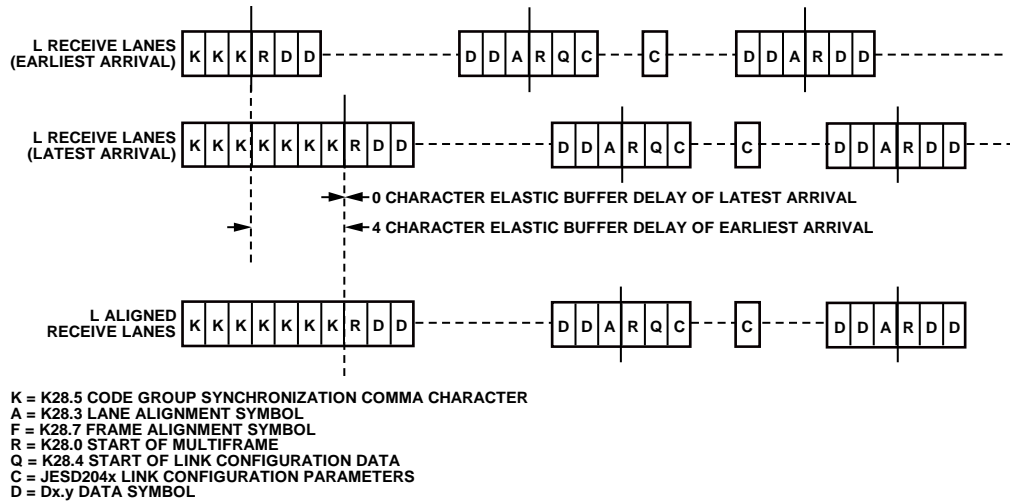 L RECEIVE LANES
(EARLIEST ARRIVAL)
K K K R D D
D D A R Q C
C
D D A R D D
L RECEIVE LANES
(LATEST ARRIVAL)
K K K K K K K R D D
D D A R Q C
C
D D A R D D
0 CHARACTER ELASTIC BUFFER DELAY OF LATEST ARRIVAL
4 CHARACTER ELASTIC BUFFER DELAY OF EARLIEST ARRIVAL
L ALIGNED
RECEIVE LANES
K K K K K K K R D D
D D A R Q C
C
D D A R D D
K = K28.5 CODE GROUP SYNCHRONIZATION COMMA CHARACTER
A = K28.3 LANE ALIGNMENT SYMBOL
F = K28.7 FRAME ALIGNMENT SYMBOL
R = K28.0 START OF MULTIFRAME
Q = K28.4 START OF LINK CONFIGURATION DATA
C = JESD204x LINK CONFIGURATION PARAMETERS
D = Dx.y DATA SYMBOL